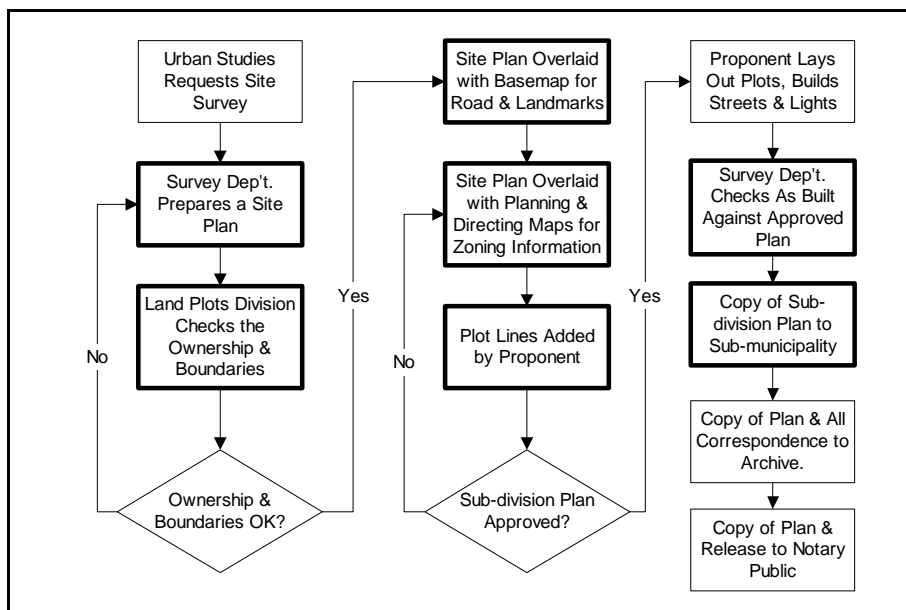 Urban Studies
Requests Site
Survey
Survey Dep't.
Prepares a Site
Plan
Land Plots Division
Checks the
Ownership &
Boundaries
No
Yes
Ownership &
Boundaries OK?
Site Plan Overlaid
with Basemap for
Road & Landmarks
Site Plan Overlaid
with Planning &
Directing Maps for
Zoning Information
Plot Lines Added
by Proponent
No
Yes
Sub-division Plan
Approved?
Proponent Lays
Out Plots, Builds
Streets & Lights
Survey Dep't.
Checks As Built
Against Approved
Plan
Copy of Sub-
division Plan to
Sub-municipality
Copy of Plan & All
Correspondence to
Archive.
Copy of Plan &
Release to Notary
Public